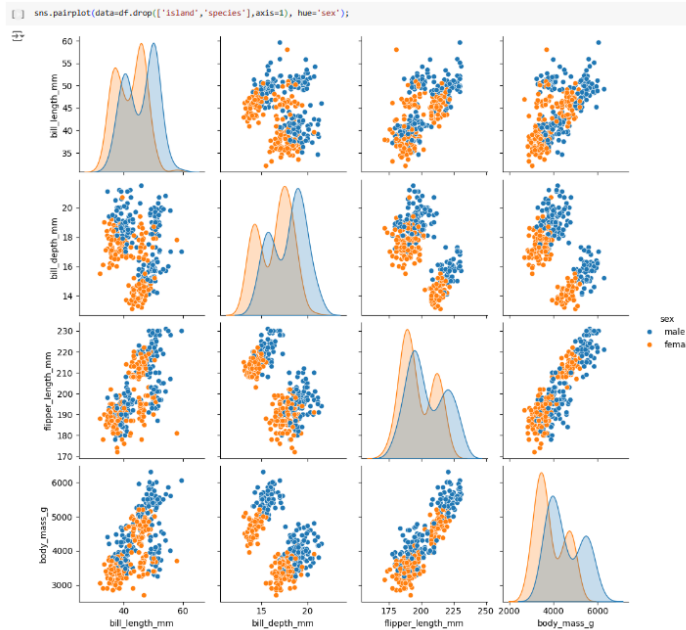 [ ] sns.pairplot(data=df.drop(['island','species'],axis=1), hue='sex');
bill_length_mm
60
55
50
45
40
35
bill_depth_mm
20
18
16
14
flipper_length_mm
230
220
210
200
190
180
170
body_mass_g
6000
5000
4000
3000
sex
male
fema
40 60
15 20
175 200 225 250
2000 4000 6000
bill_length_mm bill_depth_mm flipper_length_mm body_mass_g